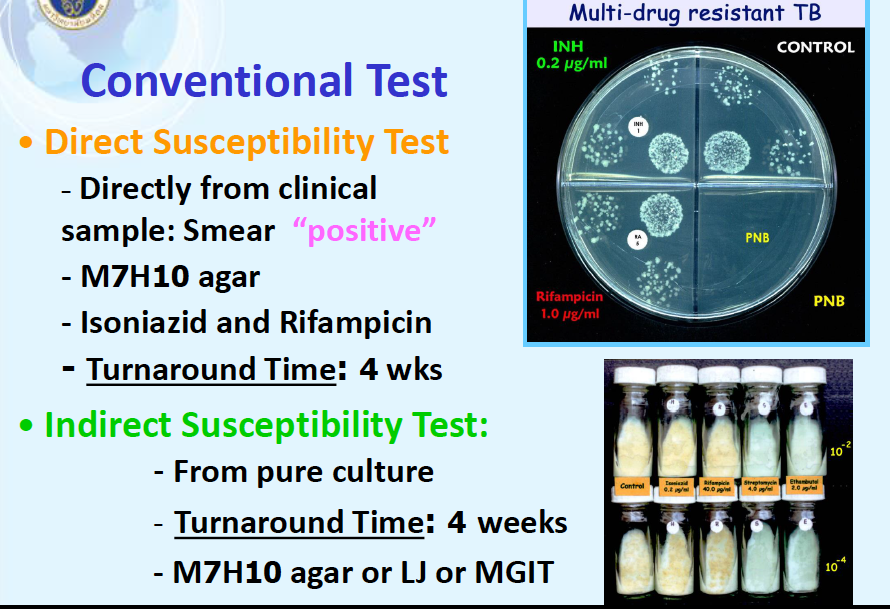 Conventional Test
• Direct Susceptibility Test
- Directly from clinical
sample: Smear “positive”
- M7H10 agar
- Isoniazid and Rifampicin
- Turnaround Time: 4 wks
• Indirect Susceptibility Test:
- From pure culture
- Turnaround Time: 4 weeks
- M7H10 agar or LJ or MGIT
Multi-drug resistant TB
INH
0.2 µg/ml
CONTROL
INH
1
RA
5
PNB
Rifampicin
1.0 µg/ml
PNB
H
R
S
E
10-2
Control
Isoniazid
0.2 µg/ml
Rifampicin
40.0 µg/ml
Streptomycin
4.0 µg/ml
Ethambutol
2.0 µg/ml
H
R
S
E
10-4